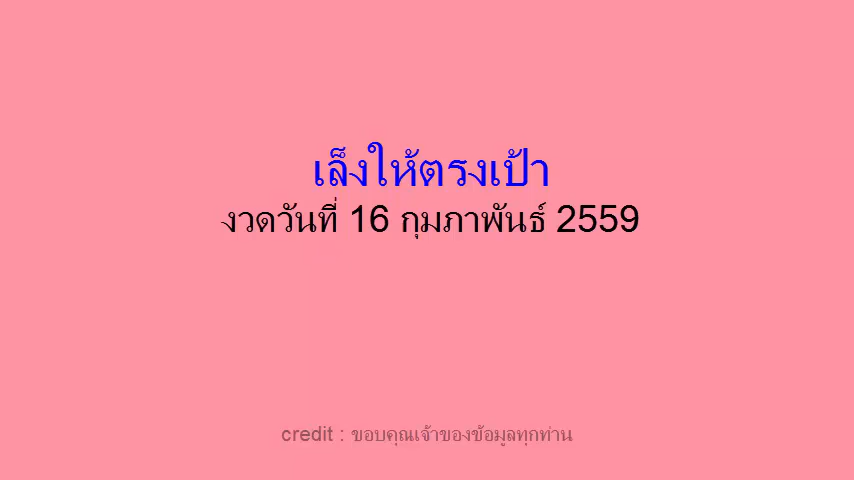 เล็งให้ตรงเป้า
งวดวันที่ 16 กุมภาพันธ์ 2559
credit : ขอบคุณเจ้าของข้อมูลทุกท่าน